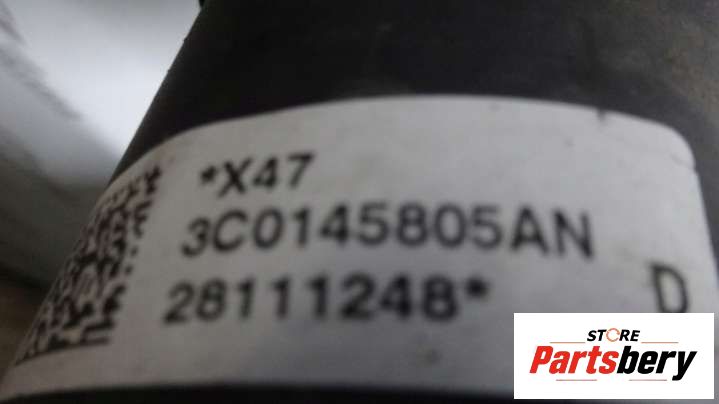 *X47
3C0145805AN
28111248*
D
STORE
Partsbery